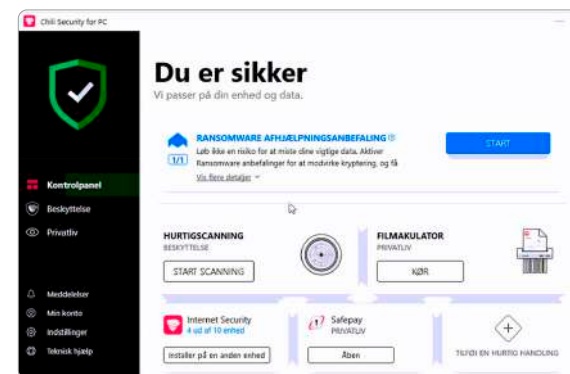 Chili Security for PC
Du er sikker
Vi passer på din enhed og data.
RANSOMWARE AFHJÆLPNINGSANBEFALING
Løb ikke en risiko for at miste dine vigtige data. Aktiver
Ransomware anbefalinger for at modvirke kryptering, og få
1/1
Vis flere detaljer
START
Kontrolpanel
Beskyttelse
Privatliv
HURTIGSCANNING
BESKYTTELSE
START SCANNING
FILMAKULATOR
PRIVATLIV
KØR
Meddelelser
Min konto
Indstillinger
Teknisk hjælp
Internet Security
4 ud af 10 enhed
Installer på en anden enhed
Safepay
PRIVATLIV
Åben
TILFØJ EN HURTIG HANDLING